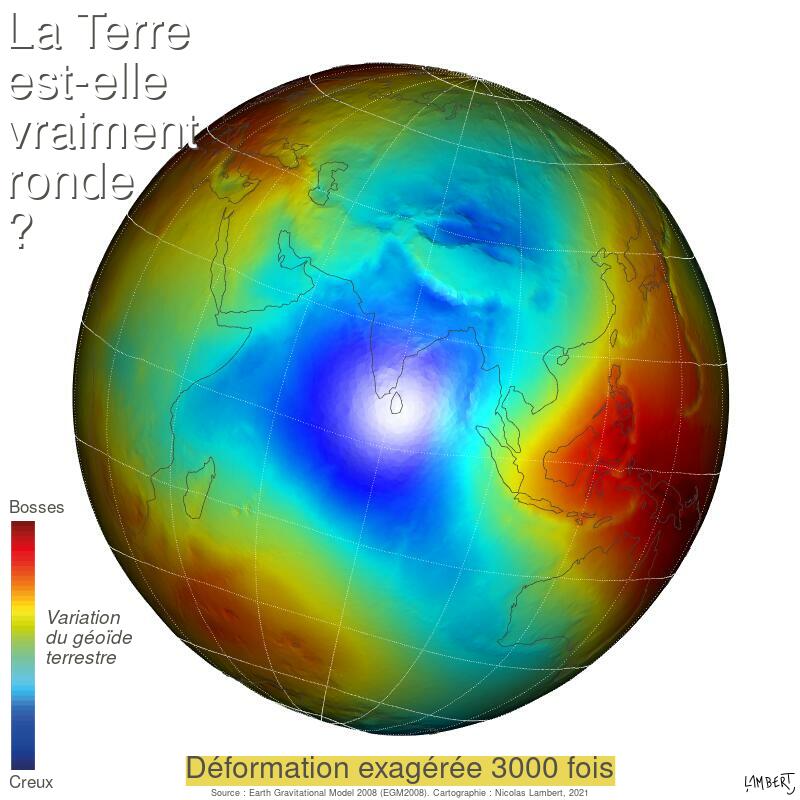 La Terre
est-elle
vraiment
ronde
?
Bosses
Variation
du géoïde
terrestre
Creux
Déformation exagérée 3000 fois
Source : Earth Gravitational Model 2008 (EGM2008). Cartographie : Nicolas Lambert, 2021
LAMBERT